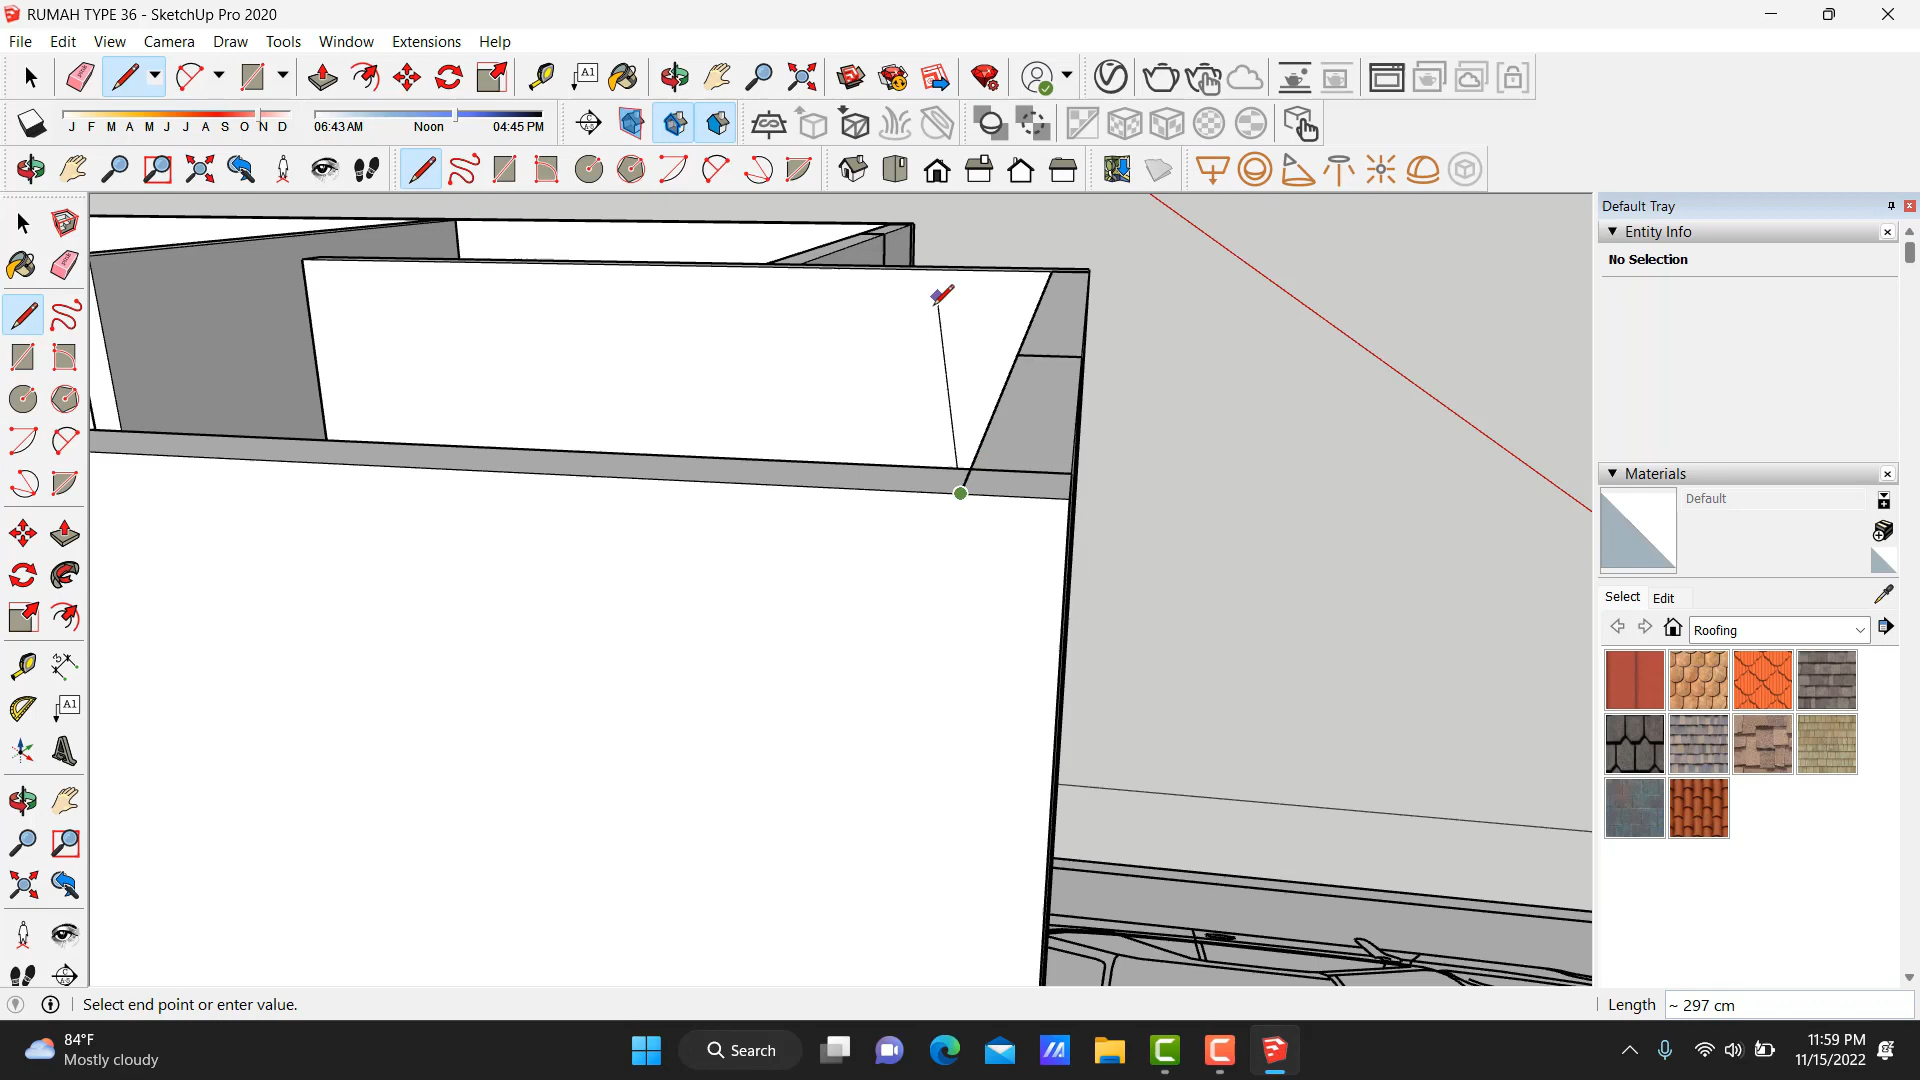 RUMAH TYPE 36 - SketchUp Pro 2020
File Edit View Camera Draw Tools Window Extensions Help
A1
J F M A M J J A S O N D
06:43 AM Noon 04:45 PM
Default Tray
Entity Info
No Selection
Materials
Default
Select Edit
Roofing
A1
Select end point or enter value.
Length ~ 297 cm
84°F
Mostly cloudy
Search
11:59 PM
11/15/2022